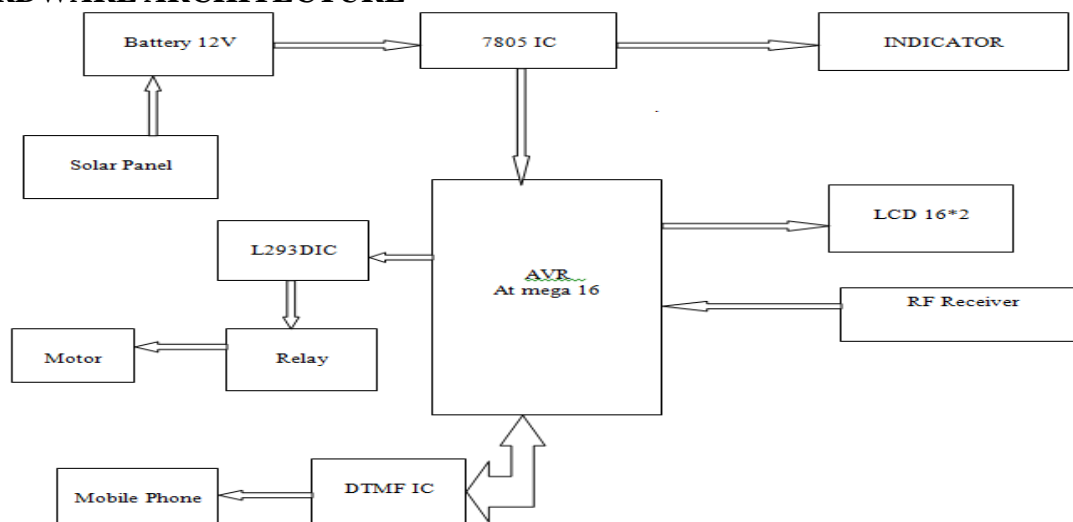 Battery 12V
7805 IC
INDICATOR
Solar Panel
LCD 16*2
L293DIC
AVR
At mega 16
RF Receiver
Motor
Relay
DTMF IC
Mobile Phone